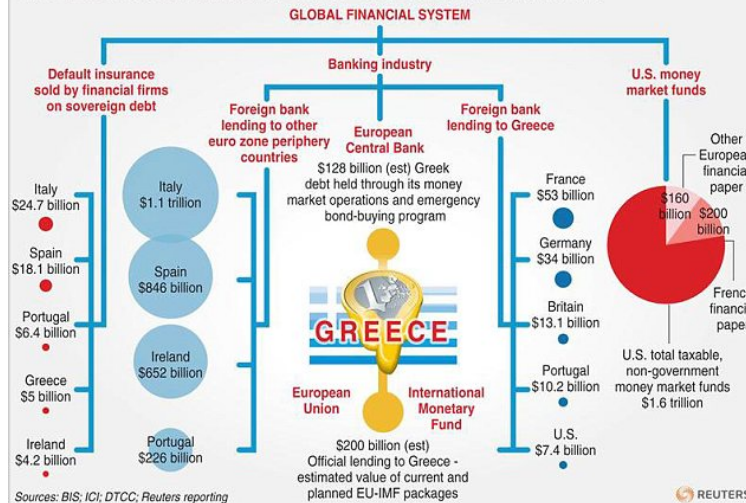 GLOBAL FINANCIAL SYSTEM
Default insurance
sold by financial firms
on sovereign debt
Italy
$24.7 billion
Spain
$18.1 billion
Portugal
$6.4 billion
Greece
$5 billion
Ireland
$4.2 billion
Banking industry
Foreign bank
lending to other
euro zone periphery
countries
Italy
$1.1 trillion
Spain
$846 billion
Ireland
$652 billion
Portugal
$226 billion
European
Central Bank
$128 billion (est) Greek
debt held through its money
market operations and emergency
bond-buying program
1
GREECE
European
Union
International
Monetary
Fund
$200 billion (est)
Official lending to Greece -
estimated value of current and
planned EU-IMF packages
Foreign bank
lending to Greece
France
$53 billion
Germany
$34 billion
Britain
$13.1 billion
Portugal
$10.2 billion
U.S.
$7.4 billion
U.S. money
market funds
Other
Europea
financia
paper
$160
billion
$200
billion
Frenc
financi
pape
U.S. total taxable,
non-government
money market funds
$1.6 trillion
Sources: BIS; ICI; DTCC; Reuters reporting
REUTERS